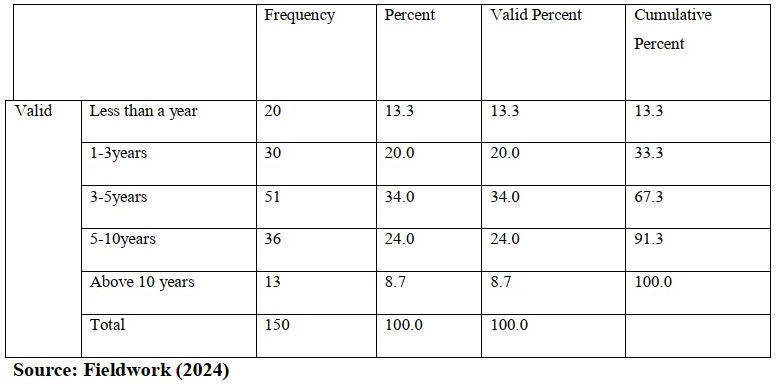 Frequency Percent Valid Percent Cumulative
Percent
Valid Less than a year 20 13.3 13.3 13.3
1-3years 30 20.0 20.0 33.3
3-5years 51 34.0 34.0 67.3
5-10years 36 24.0 24.0 91.3
Above 10 years 13 8.7 8.7 100.0
Total 150 100.0 100.0
Source: Fieldwork (2024)